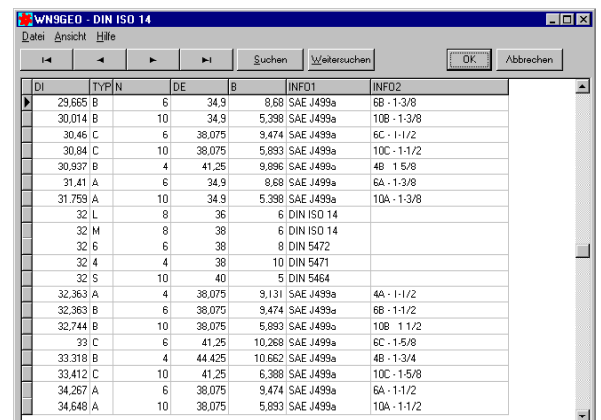 WN9GEO - DIN ISO 14
Datei Ansicht Hilfe
Suchen Weitersuchen OK Abbrechen
DI TYP N DE B INFO1 INFO2
29,665 B 6 34,9 8,68 SAE J499a 6B - 1-3/8
30,014 B 10 34,9 5,398 SAE J499a 10B - 1-3/8
30,46 C 6 38,075 9,474 SAE J499a 6C - 1-1/2
30,84 C 10 38,075 5,893 SAE J499a 10C - 1-1/2
30,937 B 4 41,25 9,896 SAE J499a 4B 1 5/8
31,41 A 6 34,9 8,68 SAE J499a 6A - 1-3/8
31.759 A 10 34.9 5.398 SAE J499a 10A - 1-3/8
32 L 8 36 6 DIN ISO 14
32 M 8 38 6 DIN ISO 14
32 6 6 38 8 DIN 5472
32 4 4 38 10 DIN 5471
32 S 10 40 5 DIN 5464
32,363 A 4 38,075 9,131 SAE J499a 4A - 1-1/2
32,363 B 6 38,075 9,474 SAE J499a 6B - 1-1/2
32,744 B 10 38,075 5,893 SAE J499a 10B 1 1/2
33 C 6 41,25 10,268 SAE J499a 6C - 1-5/8
33.318 B 4 44.425 10.662 SAE J499a 4B - 1-3/4
33,412 C 10 41,25 6,388 SAE J499a 10C - 1-5/8
34,267 A 6 38,075 9,474 SAE J499a 6A - 1-1/2
34,648 A 10 38,075 5,893 SAE J499a 10A - 1-1/2